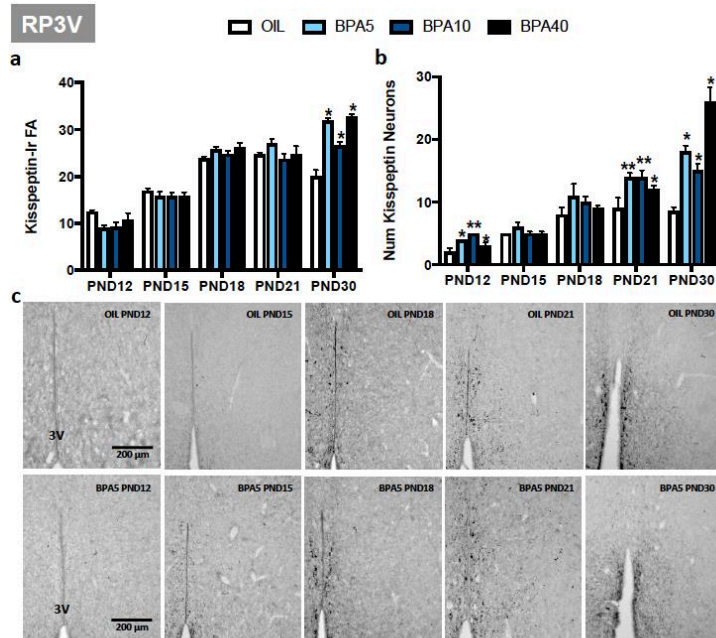 RP3V
OIL BPA5 BPA10 BPA40
a
Kisspeptin-Ir FA
40
30
20
10
0
* * *
PND12 PND15 PND18 PND21 PND30
b
Num Kisspeptin Neurons
30
20
10
0
* ** * ** ** * * * *
PND12 PND15 PND18 PND21 PND30
c
OIL PND12 OIL PND15 OIL PND18 OIL PND21 OIL PND30
3V
200 µm
BPA5 PND12 BPA5 PND15 BPA5 PND18 BPA5 PND21 BPA5 PND30
3V
200 µm